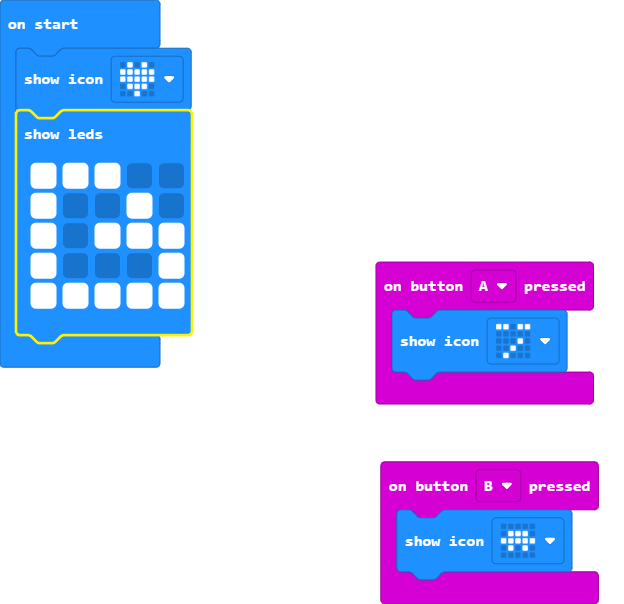 on start
show icon
show leds
on button A pressed
show icon
on button B pressed
show icon